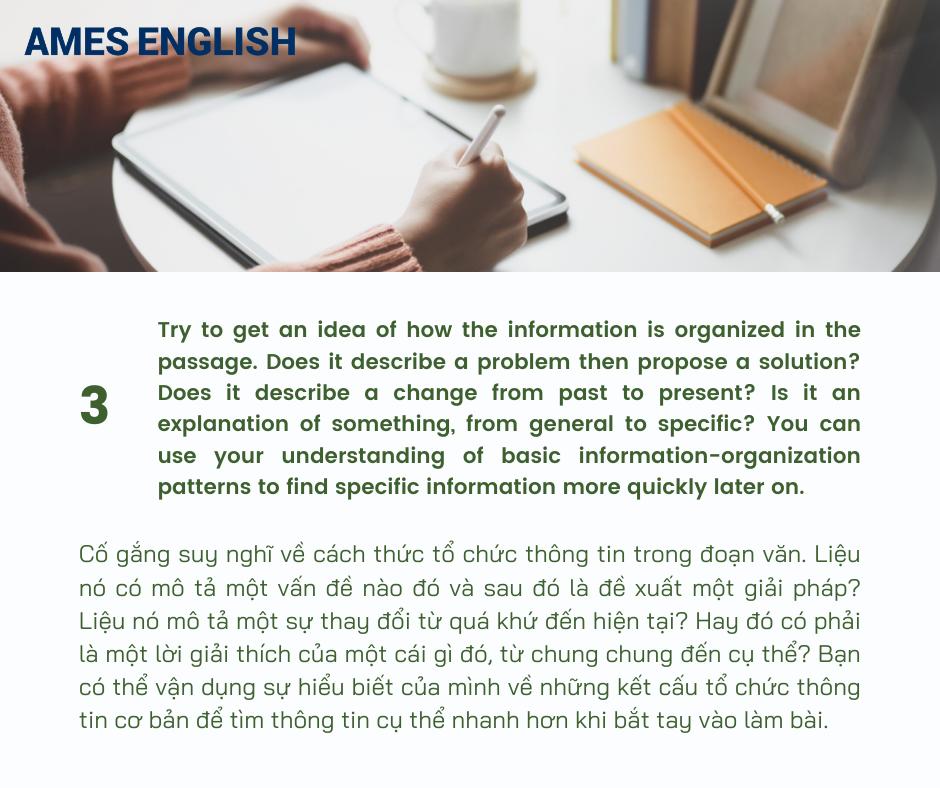 AMES ENGLISH
Try to get an idea of how the information is organized in the
passage. Does it describe a problem then propose a solution?
Does it describe a change from past to present? Is it an
3
explanation of something, from general to specific? You can
use your understanding of basic information-organization
patterns to find specific information more quickly later on.
Cố gắng suy nghĩ về cách thức tổ chức thông tin trong đoạn văn. Liệu
nó có mô tả một vấn đề nào đó và sau đó là đề xuất một giải pháp?
Liệu nó mô tả một sự thay đổi từ quá khứ đến hiện tại? Hay đó có phải
là một lời giải thích của một cái gì đó, từ chung chung đến cụ thể? Bạn
có thể vận dụng sự hiểu biết của mình về những kết cấu tổ chức thông
tin cơ bản để tìm thông tin cụ thể nhanh hơn khi bắt tay vào làm bài.